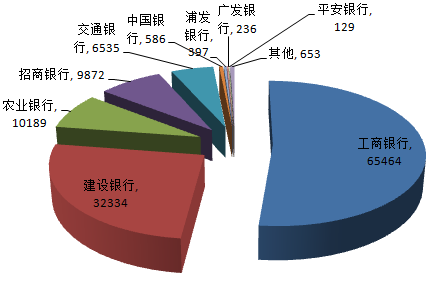 工商银行,
65464
建设银行,
32334
农业银行,
10189
招商银行, 9872
交通银
行, 6535
中国银
行, 586
浦发
银行,
397
广发银
行, 236
平安银行,
129
其他, 653